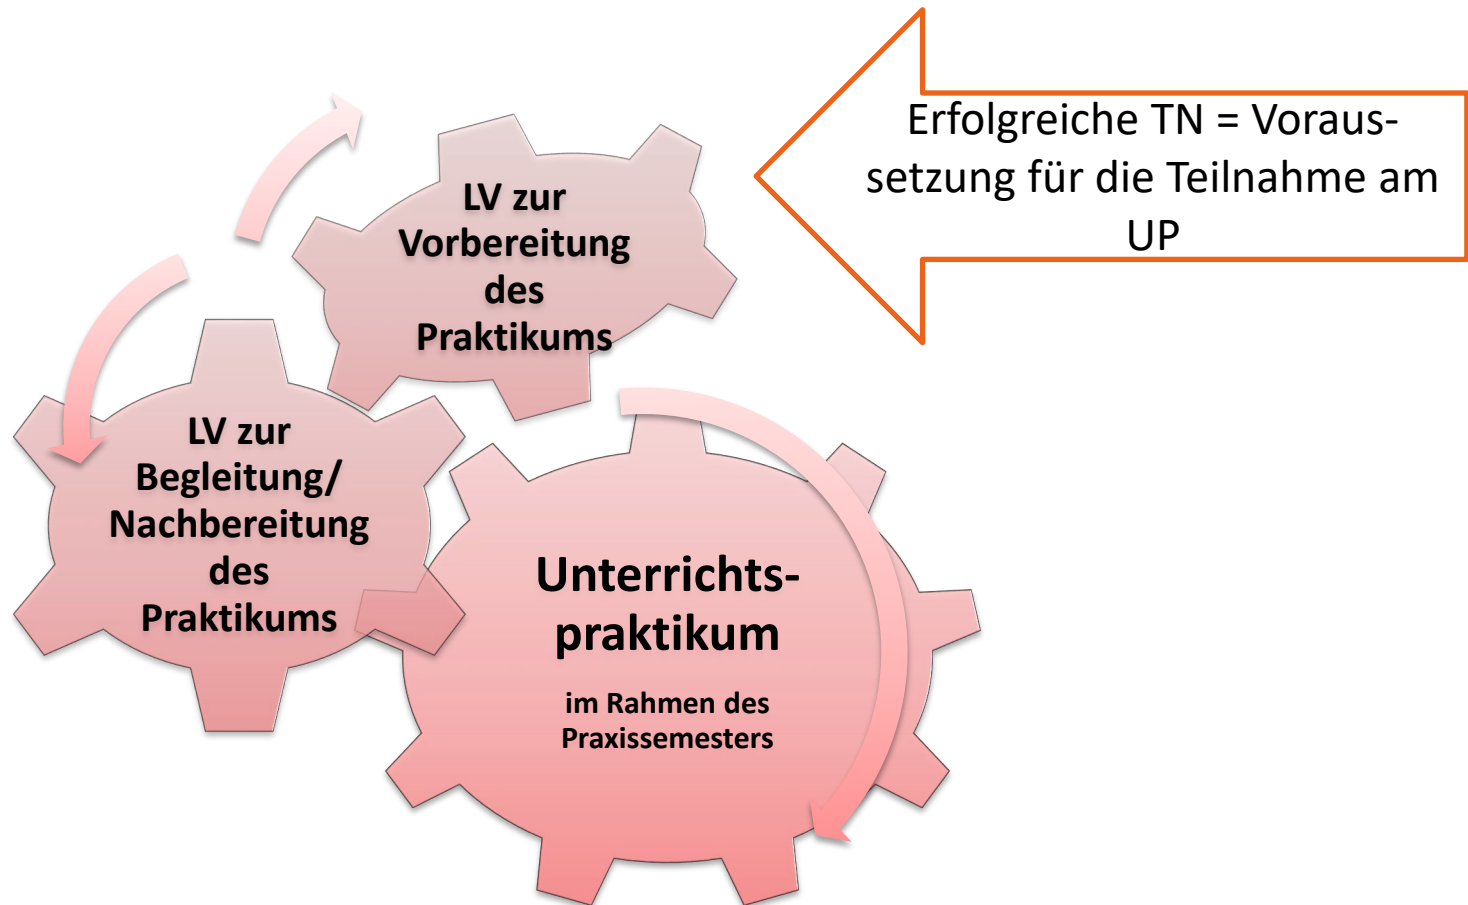 Erfolgreiche TN = Voraus-
setzung für die Teilnahme am
UP
LV zur
Vorbereitung
des
Praktikums
LV zur
Begleitung/
Nachbereitung
des
Praktikums
Unterrichts-
praktikum
im Rahmen des
Praxissemesters